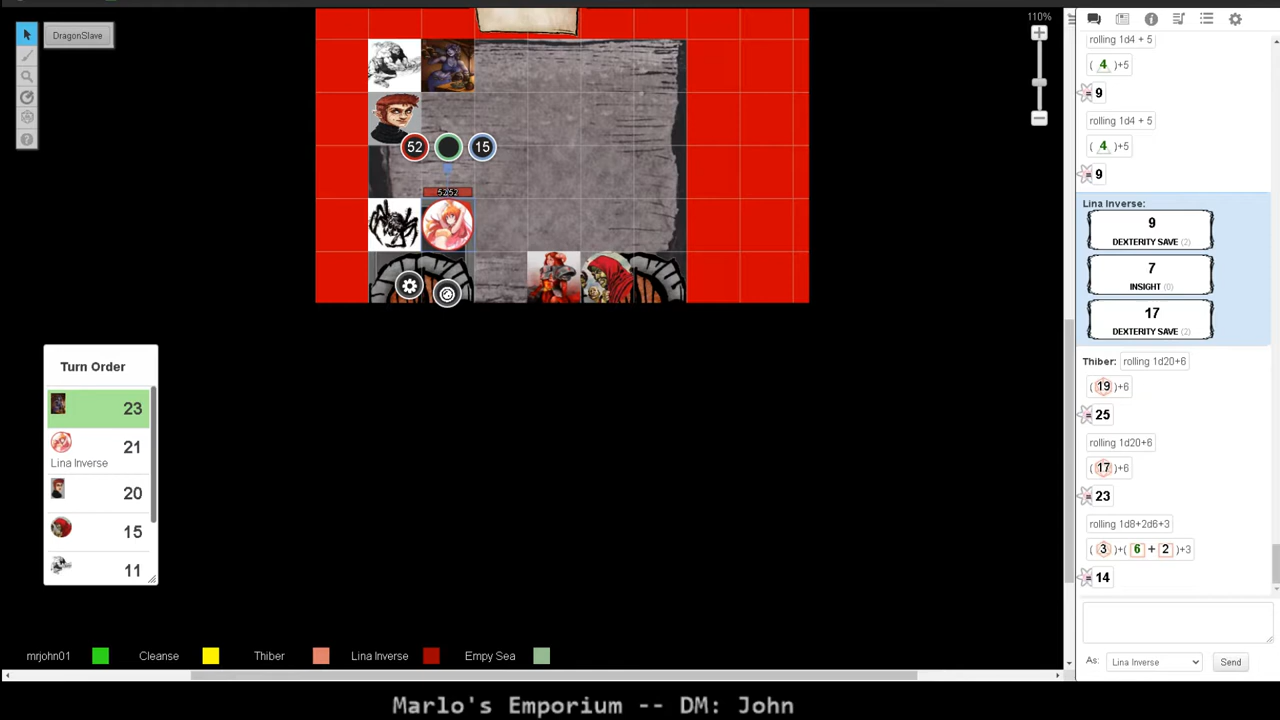 DragonSlave
110%
52
15
52/52
Turn Order
23
21
Lina Inverse
20
15
11
rolling 1d4 + 5
( 4 )+5
= 9
rolling 1d4 + 5
( 4 )+5
= 9
Lina Inverse:
9
DEXTERITY SAVE (2)
7
INSIGHT (0)
17
DEXTERITY SAVE (2)
Thiber: rolling 1d20+6
( 19 )+6
= 25
rolling 1d20+6
( 17 )+6
= 23
rolling 1d8+2d6+3
( 3 )+( 6 + 2 )+3
= 14
As: Lina Inverse Send
mrjohn01 Cleanse Thiber Lina Inverse Empy Sea
Marlo's Emporium -- DM: John